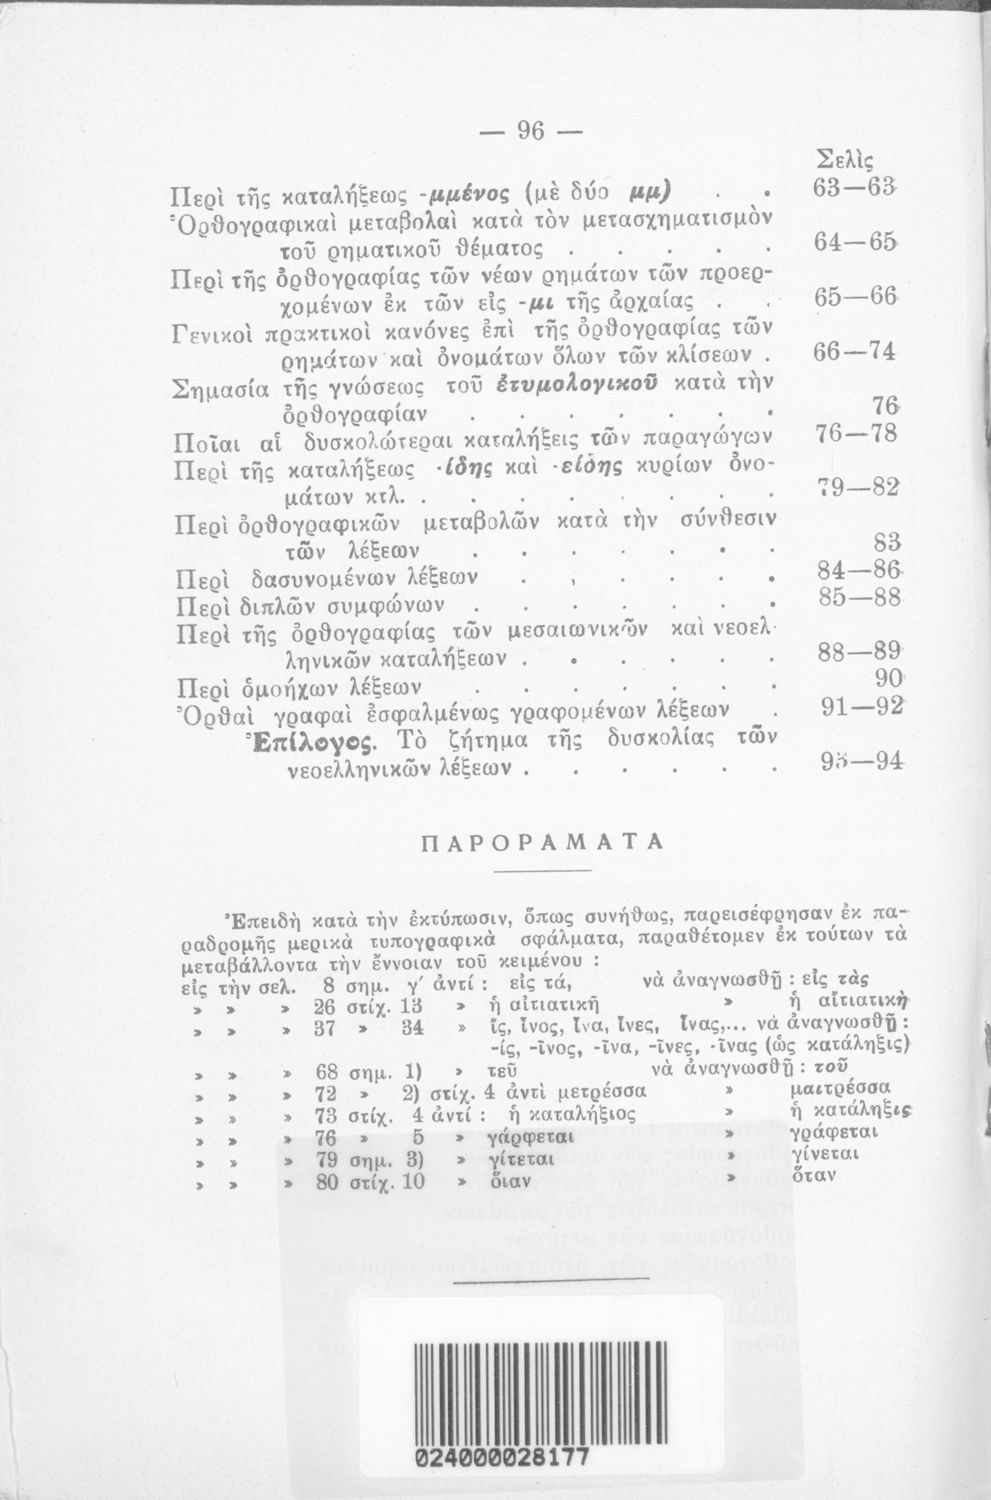 — 96 —
Σελὶς
Περὶ τῆς καταλήξεως -μμένος (μὲ δύο μμ) . . 63—63
Ὀρθογραφικαὶ μεταβολαὶ κατὰ τὸν μετασχηματισμὸν
τοῦ ρηματικοῦ θέματος . . . . . 64—65
Περὶ τῆς ὀρθογραφίας τῶν νέων ρημάτων τῶν προερ-
χομένων ἐκ τῶν εἰς -μι τῆς ἀρχαίας . . 65—66
Γενικοὶ πρακτικοὶ κανόνες ἐπὶ τῆς ὀρθογραφίας τῶν
ρημάτων καὶ ὀνομάτων ὅλων τῶν κλίσεων . 66—74
Σημασία τῆς γνώσεως τοῦ ἐτυμολογικοῦ κατὰ τὴν
ὀρθογραφίαν . . . . . . . 76
Ποῖαι αἱ δυσκολώτεραι καταλήξεις τῶν παραγώγων 76—78
Περὶ τῆς καταλήξεως -ίδης καὶ -είδης κυρίων ὀνο-
μάτων κτλ. . . . . . . . . 79—82
Περὶ ὀρθογραφικῶν μεταβολῶν κατὰ τὴν σύνθεσιν
τῶν λέξεων . . . . . . . 83
Περὶ δασυνομένων λέξεων . . . . . . 84—86
Περὶ διπλῶν συμφώνων . . . . . . . 85—88
Περὶ τῆς ὀρθογραφίας τῶν μεσαιωνικῶν καὶ νεοελ-
ληνικῶν καταλήξεων . . . . . . 88—89
Περὶ ὁμοήχων λέξεων . . . . . . . 90
Ὀρθαὶ γραφαὶ ἐσφαλμένως γραφομένων λέξεων . 91—92
Ἐπίλογος. Τὸ ζήτημα τῆς δυσκολίας τῶν
νεοελληνικῶν λέξεων . . . . . . 93—94
ΠΑΡΟΡΑΜΑΤΑ
Ἐπειδὴ κατὰ τὴν ἐκτύπωσιν, ὅπως συνήθως, παρεισέφρησαν ἐκ πα-
ραδρομῆς μερικὰ τυπογραφικὰ σφάλματα, παραθέτομεν ἐκ τούτων τὰ
μεταβάλλοντα τὴν ἔννοιαν τοῦ κειμένου :
εἰς τὴν σελ. 8 σημ. γ΄ ἀντί : εἰς τά, νὰ ἀναγνωσθῇ : εἰς τὰς
» » » 26 στίχ. 13 » ἡ αἰτιατικῆ » ἡ αἰτιατικὴ
» » » 37 » 34 » ῖς, ῖνος, ῖνα, ῖνες, ῖνας,... νὰ ἀναγνωσθῇ :
-ίς, -ῖνος, -ῖνα, -ῖνες, -ῖνας (ὡς κατάληξις)
» » » 68 σημ. 1) » τεῦ νὰ ἀναγνωσθῇ : τοῦ
» » » 72 » 2) στίχ. 4 ἀντὶ μετρέσσα » μαιτρέσσα
» » » 73 στίχ. 4 ἀντί : ἡ καταλήξιος » ἡ κατάληξις
» » » 76 » 5 » γάρφεται » γράφεται
» » » 79 σημ. 3) » γίτεται » γίνεται
» » » 80 στίχ. 10 » ὅιαν » ὅταν
024000028177